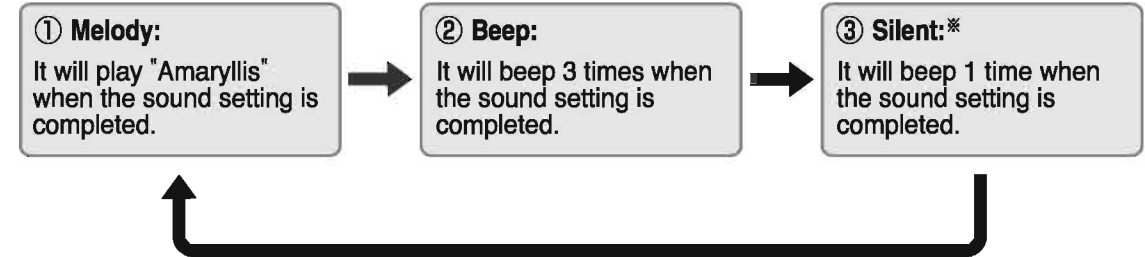 ① Melody:
It will play "Amaryllis"
when the sound setting is
completed.
② Beep:
It will beep 3 times when
the sound setting is
completed.
③ Silent:※
It will beep 1 time when
the sound setting is
completed.